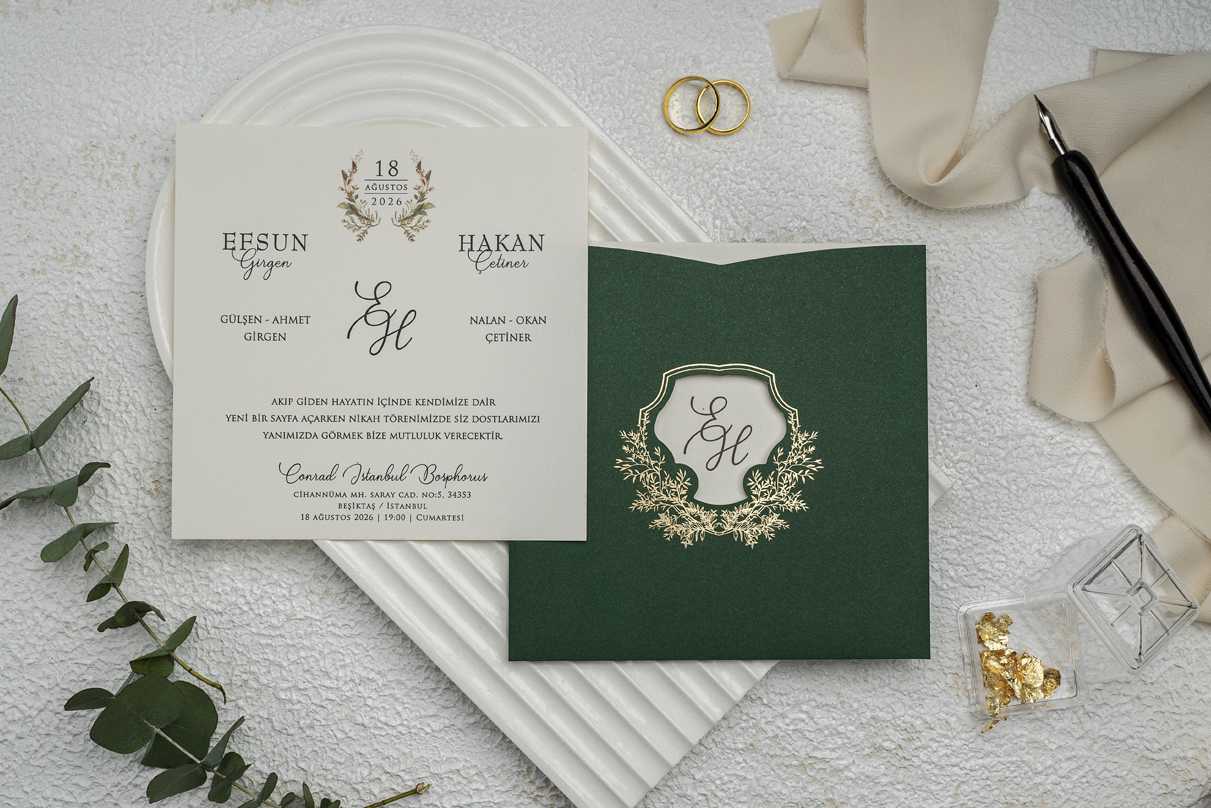 18
AĞUSTOS
2026
EFSUN
Girgen
HAKAN
Çetiner
EH
GÜLŞEN - AHMET
GİRGEN
NALAN - OKAN
ÇETİNER
AKIP GİDEN HAYATIN İÇİNDE KENDİMİZE DAİR
YENİ BİR SAYFA AÇARKEN NİKAH TÖRENİMİZDE SİZ DOSTLARIMIZI
YANIMIZDA GÖRMEK BİZE MUTLULUK VERECEKTİR.
Conrad İstanbul Bosphorus
CİHANNÜMA MH. SARAY CAD. NO:5, 34353
BEŞİKTAŞ / İSTANBUL
18 AĞUSTOS 2026 | 19:00 | CUMARTESİ
EH